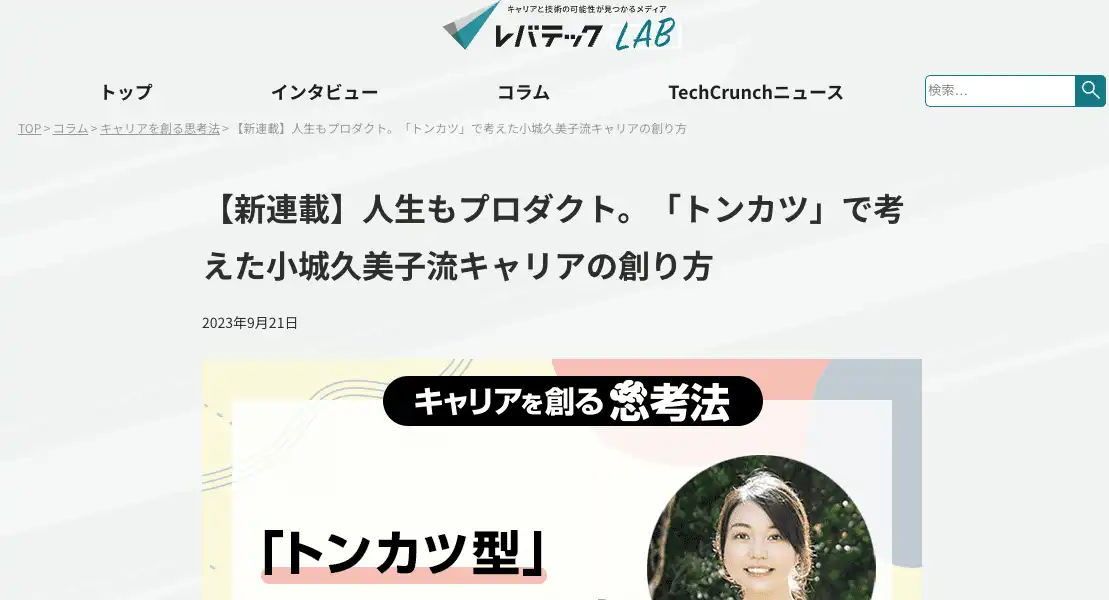 キャリアと技術の可能性が見つかるメディア
レバテック LAB
トップ
インタビュー
コラム
TechCrunchニュース
検索…
TOP > コラム > キャリアを創る思考法 > 【新連載】人生もプロダクト。「トンカツ」で考えた小城久美子流キャリアの創り方
【新連載】人生もプロダクト。「トンカツ」で考
えた小城久美子流キャリアの創り方
2023年9月21日
キャリアを創る思考法
「トンカツ型」